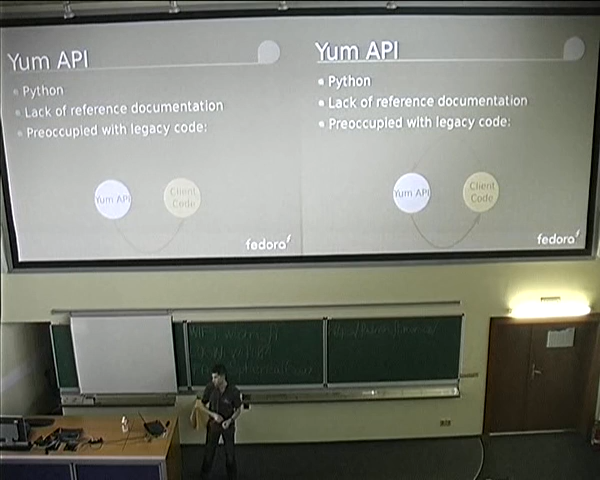 Yum API
Python
Lack of reference documentation
Preoccupied with legacy code:
Yum API
Client
Code
fedora
Yum API
Python
Lack of reference documentation
Preoccupied with legacy code:
Yum API
Client
Code
fedora